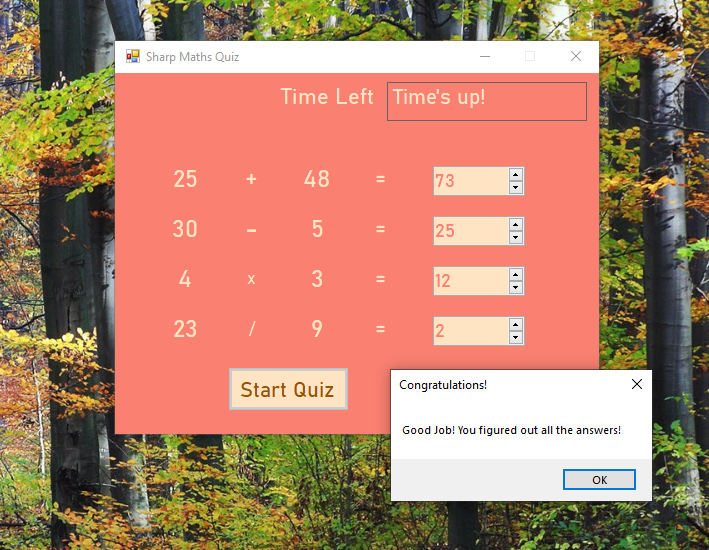 Sharp Maths Quiz
Time Left Time's up!
25 + 48 = 73
30 - 5 = 25
4 x 3 = 12
23 / 9 = 2
Start Quiz
Congratulations!
Good Job! You figured out all the answers!
OK